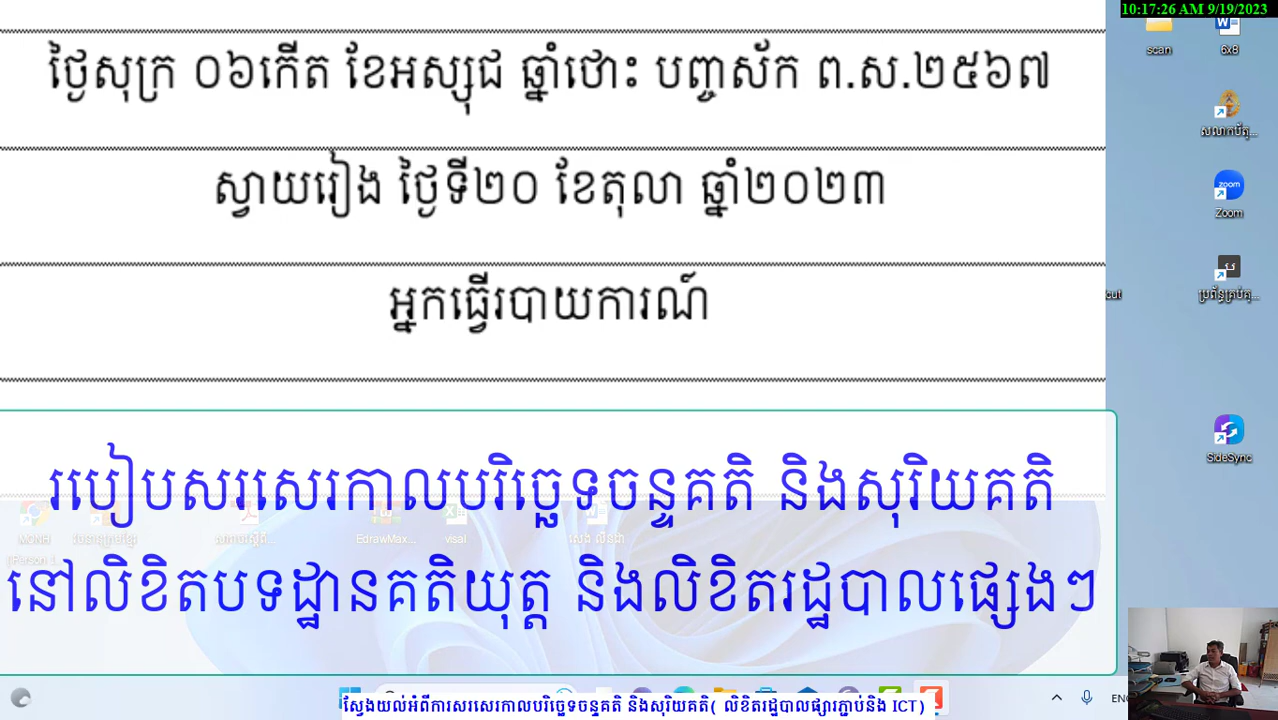 10:17:26 AM 9/19/2023
ថ្ងៃសុក្រ ០៦កើត ខែអស្សុជ ឆ្នាំថោះ បញ្ចស័ក ព.ស.២៥៦៧
ស្វាយរៀង ថ្ងៃទី២០ ខែតុលា ឆ្នាំ២០២៣
អ្នកធ្វើរបាយការណ៍
របៀបសរសេរកាលបរិច្ឆេទចន្ទគតិ និងសុរិយគតិ
នៅលិខិតបទដ្ឋានគតិយុត្ត និងលិខិតរដ្ឋបាលផ្សេងៗ
scan
6x8
Zoom
SideSync
EdrawMax...
visal
សេង លីនដា
ENG
ស្វែងយល់អំពីការសរសេរកាលបរិច្ឆេទចន្ទគតិ និងសុរិយគតិ( លិខិតរដ្ឋបាលផ្សារភ្ជាប់និង ICT)